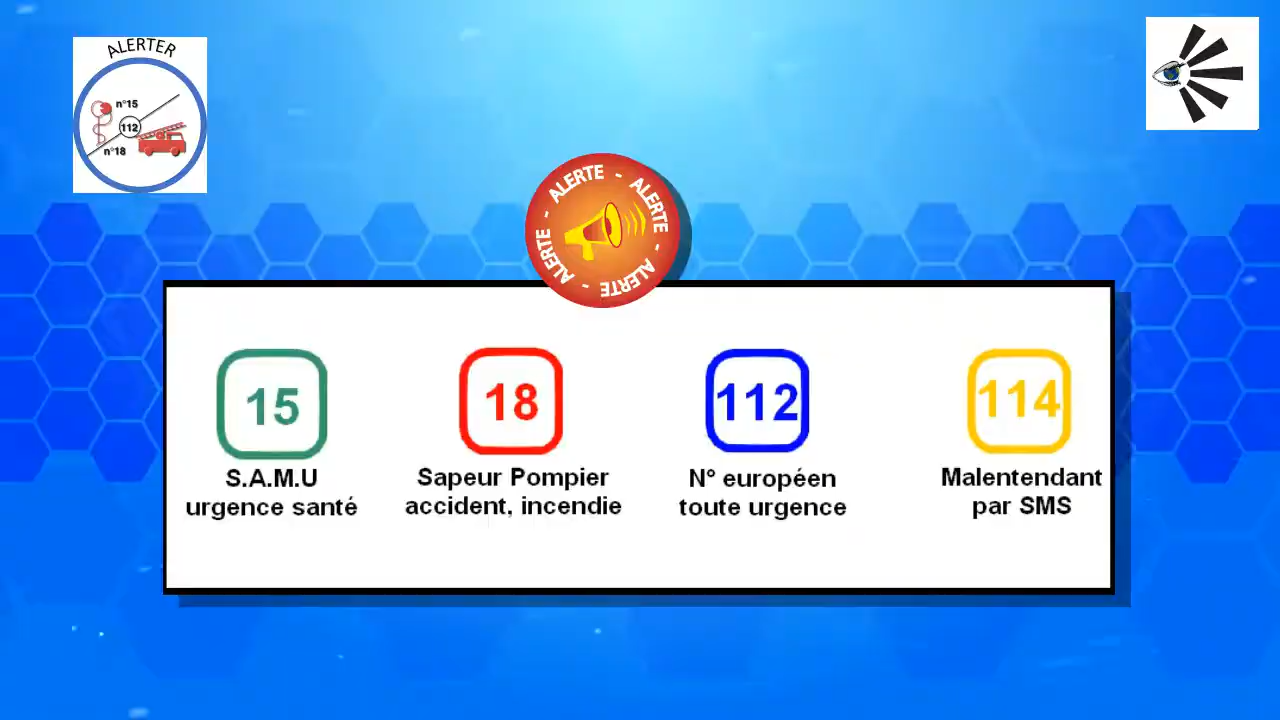 ALERTER
n°15
112
n°18
ALERTE - ALERTE - ALERTE - ALERTE -
15
18
112
114
S.A.M.U
urgence santé
Sapeur Pompier
accident, incendie
N° européen
toute urgence
Malentendant
par SMS